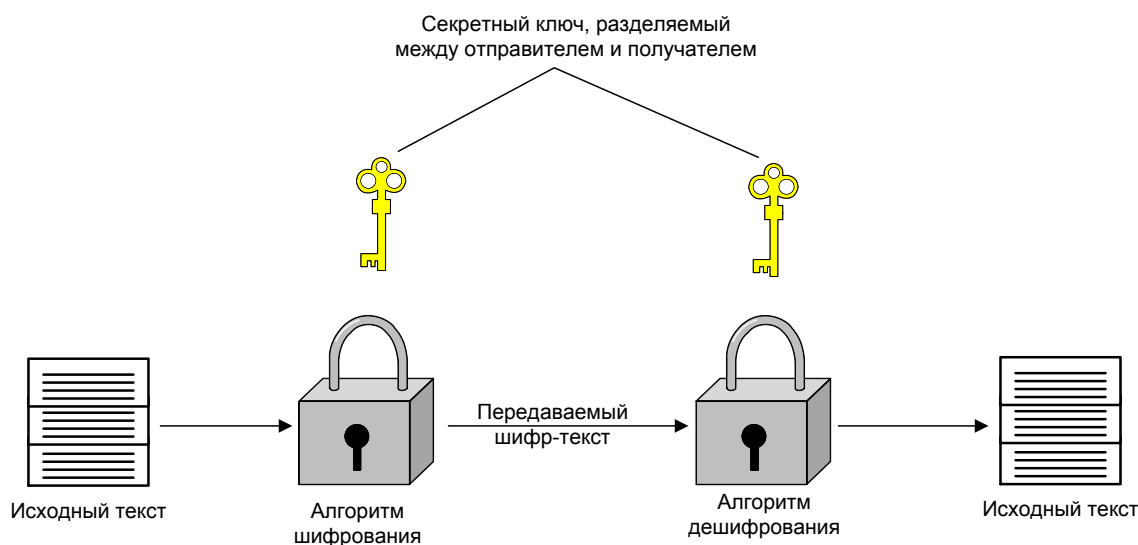 Секретный ключ, разделяемый
между отправителем и получателем
Передаваемый
шифр-текст
Исходный текст
Алгоритм
шифрования
Алгоритм
дешифрования
Исходный текст